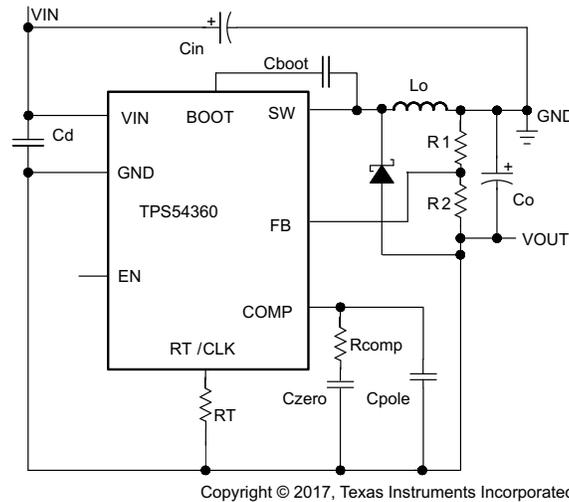 VIN
+
Cin
Cboot
Lo
VIN
BOOT
SW
GND
Cd
R1
GND
+
TPS54360
R2
Co
FB
VOUT
EN
COMP
Rcomp
RT /CLK
Czero
Cpole
RT
Copyright © 2017, Texas Instruments Incorporated